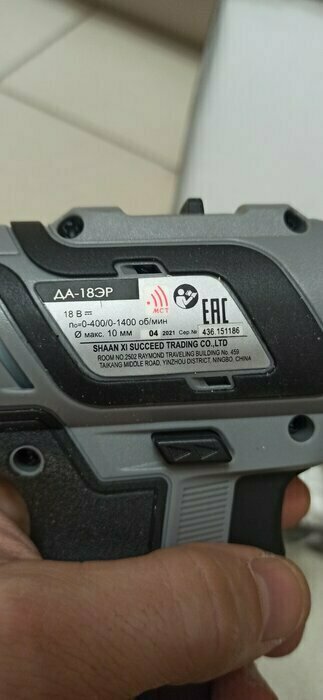 ДА-18ЭР
18 В
МСТ
ЕАС
По=0-400/0-1400 об/мин
Ø макс. 10 мм 04 2021 Сер № 436.151186
SHAAN XI SUCCEED TRADING CO.,LTD
ROOM NO.2502 RAYMOND TRAVELING BUILDING No. 459
TAIKANG MIDDLE ROAD, YINZHOU DISTRICT, NINGBO, CHINA